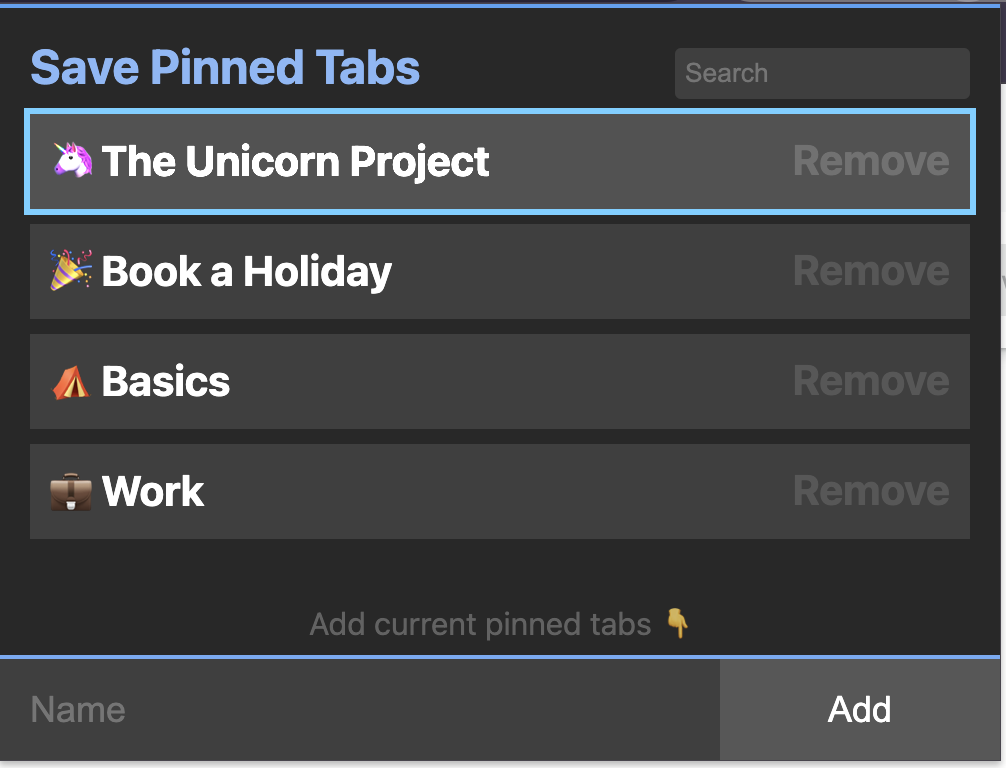 Save Pinned Tabs
Search
🦄 The Unicorn Project Remove
🎉 Book a Holiday Remove
⛺ Basics Remove
💼 Work Remove
Add current pinned tabs 👇
Name Add